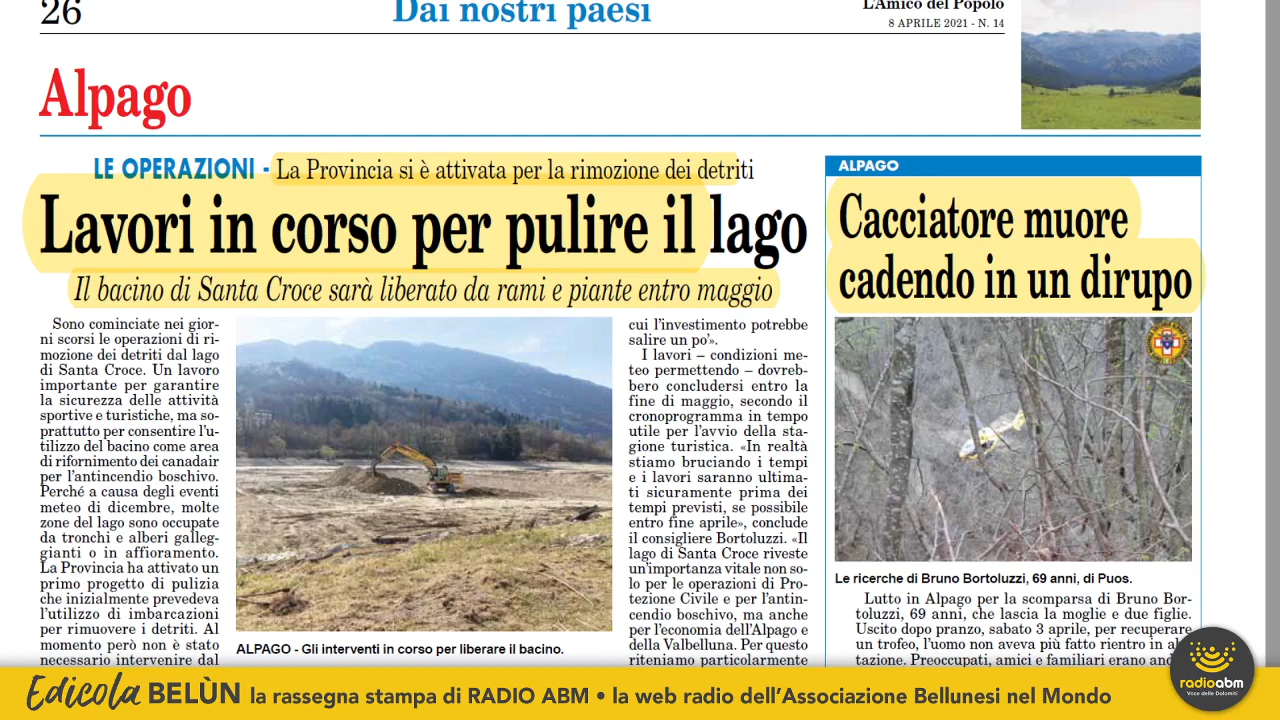 26
Dai nostri paesi
L'Amico del Popolo
8 APRILE 2021 - N. 14
Alpago
LE OPERAZIONI - La Provincia si è attivata per la rimozione dei detriti
Lavori in corso per pulire il lago
Il bacino di Santa Croce sarà liberato da rami e piante entro maggio
Sono cominciate nei gior-
ni scorsi le operazioni di ri-
mozione dei detriti dal lago
di Santa Croce. Un lavoro
importante per garantire
la sicurezza delle attività
sportive e turistiche, ma so-
prattutto per consentire l'u-
tilizzo del bacino come area
di rifornimento dei canadair
per l'antincendio boschivo.
Perché a causa degli eventi
meteo di dicembre, molte
zone del lago sono occupate
da tronchi e alberi galleg-
gianti o in affioramento.
La Provincia ha attivato un
primo progetto di pulizia
che inizialmente prevedeva
l'utilizzo di imbarcazioni
per rimuovere i detriti. Al
momento però non è stato
necessario intervenire dal
ALPAGO - Gli interventi in corso per liberare il bacino.
cui l'investimento potrebbe
salire un po'».
I lavori – condizioni me-
teo permettendo – dovreb-
bero concludersi entro la
fine di maggio, secondo il
cronoprogramma in tempo
utile per l'avvio della sta-
gione turistica. «In realtà
stiamo bruciando i tempi
e i lavori saranno ultima-
ti sicuramente prima dei
tempi previsti, se possibile
entro fine aprile», conclude
il consigliere Bortoluzzi. «Il
lago di Santa Croce riveste
un'importanza vitale non so-
lo per le operazioni di Pro-
tezione Civile e per l'antin-
cendio boschivo, ma anche
per l'economia dell'Alpago e
della Valbelluna. Per questo
riteniamo particolarmente
ALPAGO
Cacciatore muore
cadendo in un dirupo
Le ricerche di Bruno Bortoluzzi, 69 anni, di Puos.
Lutto in Alpago per la scomparsa di Bruno Bor-
toluzzi, 69 anni, che lascia la moglie e due figlie.
Uscito dopo pranzo, sabato 3 aprile, per recuperare
un trofeo, l'uomo non aveva più fatto rientro in
tazione. Preoccupati, amici e familiari erano
Edicola BELÙN la rassegna stampa di RADIO ABM • la web radio dell'Associazione Bellunesi nel Mondo
radioabm
Voce delle Dolomiti